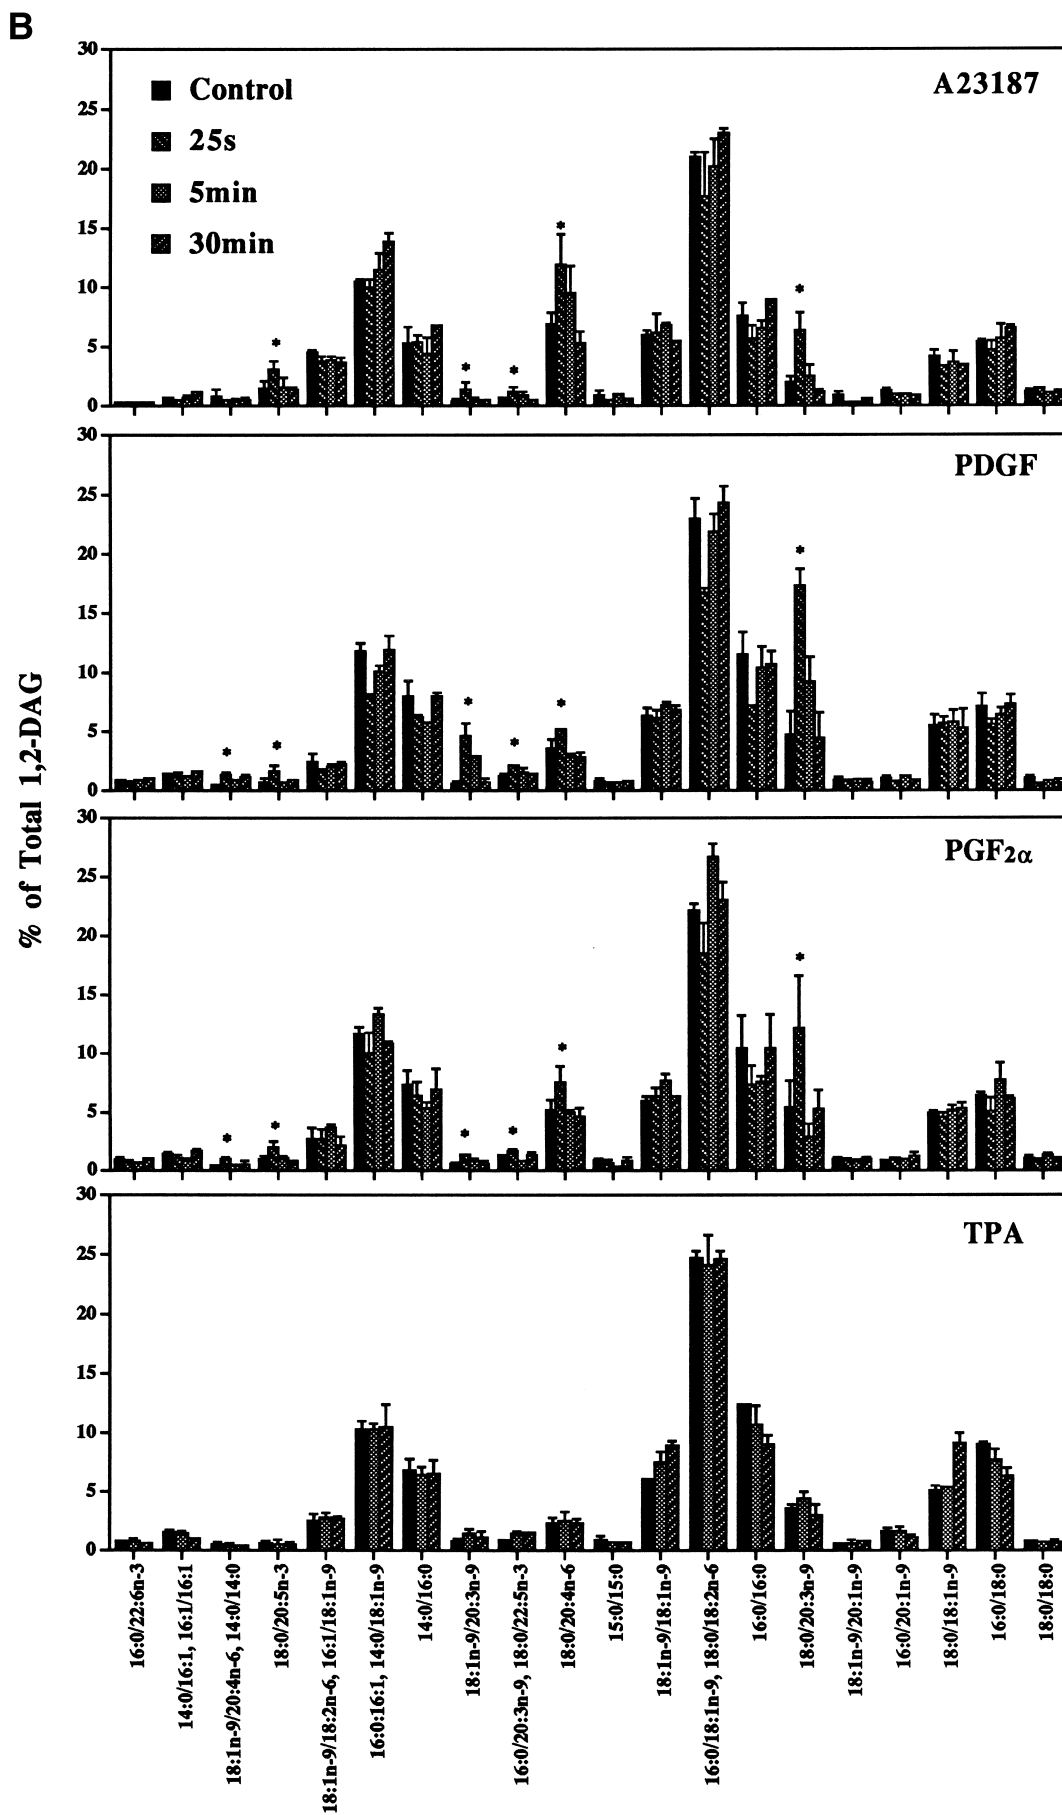 B
% of Total 1,2-DAG
30
25
20
15
10
5
0
Control
25s
5min
30min
A23187
*
*
*
*
*
30
25
20
15
10
5
0
PDGF
*
*
*
*
*
*
30
25
20
15
10
5
0
PGF2α
*
*
*
*
*
*
30
25
20
15
10
5
0
TPA
16:0/22:6n-3
14:0/16:1, 16:1/16:1
18:1n-9/20:4n-6, 14:0/14:0
18:0/20:5n-3
18:1n-9/18:2n-6, 16:1/18:1n-9
16:0:16:1, 14:0/18:1n-9
14:0/16:0
18:1n-9/20:3n-9
16:0/20:3n-9, 18:0/22:5n-3
18:0/20:4n-6
15:0/15:0
18:1n-9/18:1n-9
16:0/18:1n-9, 18:0/18:2n-6
16:0/16:0
18:0/20:3n-9
18:1n-9/20:1n-9
16:0/20:1n-9
18:0/18:1n-9
16:0/18:0
18:0/18:0